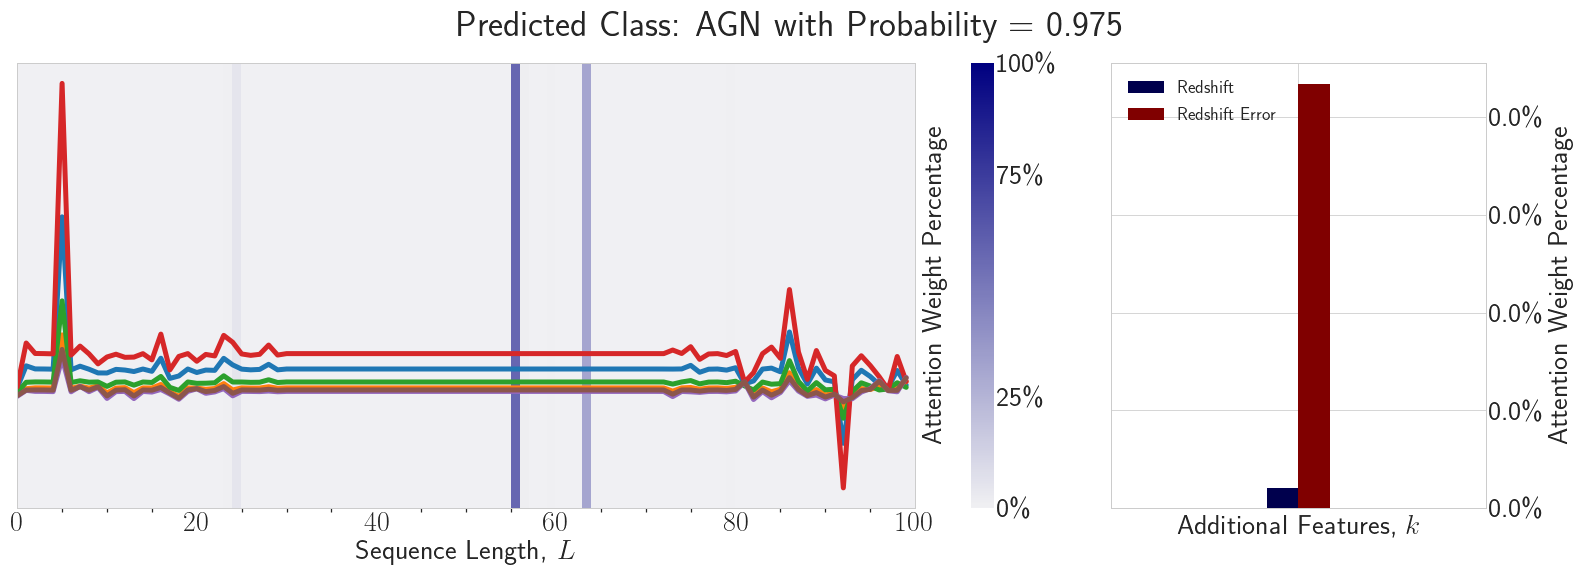 Predicted Class: AGN with Probability = 0.975
0
20
40
60
80
100
Sequence Length, L
100%
75%
25%
0%
Attention Weight Percentage
Redshift
Redshift Error
0.0%
0.0%
0.0%
0.0%
0.0%
Attention Weight Percentage
Additional Features, k